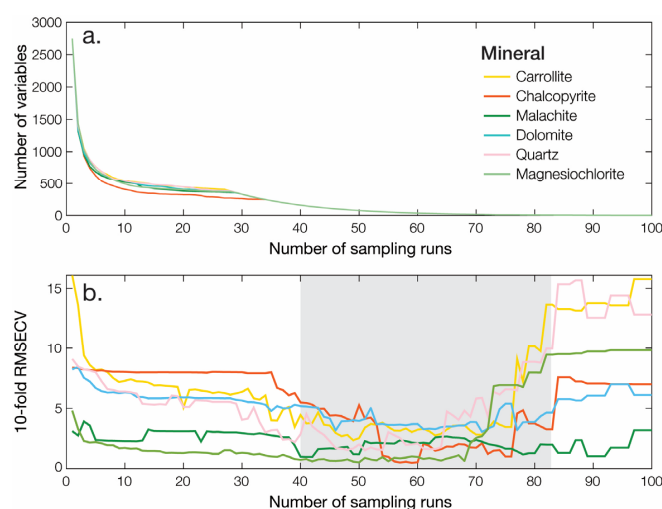 a.
3000
2500
2000
1500
1000
500
0
Number of variables
Mineral
Carrollite
Chalcopyrite
Malachite
Dolomite
Quartz
Magnesiochlorite
0 10 20 30 40 50 60 70 80 90 100
Number of sampling runs
b.
15
10
5
0
10-fold RMSECV
0 10 20 30 40 50 60 70 80 90 100
Number of sampling runs